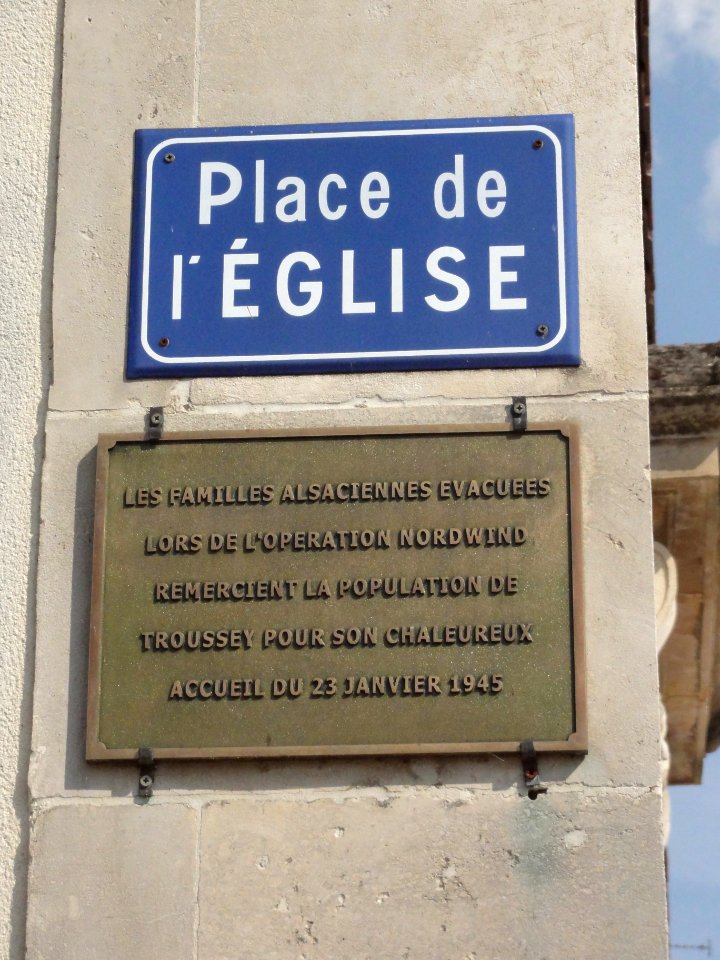 Place de
l'ÉGLISE
LES FAMILLES ALSACIENNES EVACUEES
LORS DE L'OPERATION NORDWIND
REMERCIENT LA POPULATION DE
TROUSSEY POUR SON CHALEUREUX
ACCUEIL DU 23 JANVIER 1945